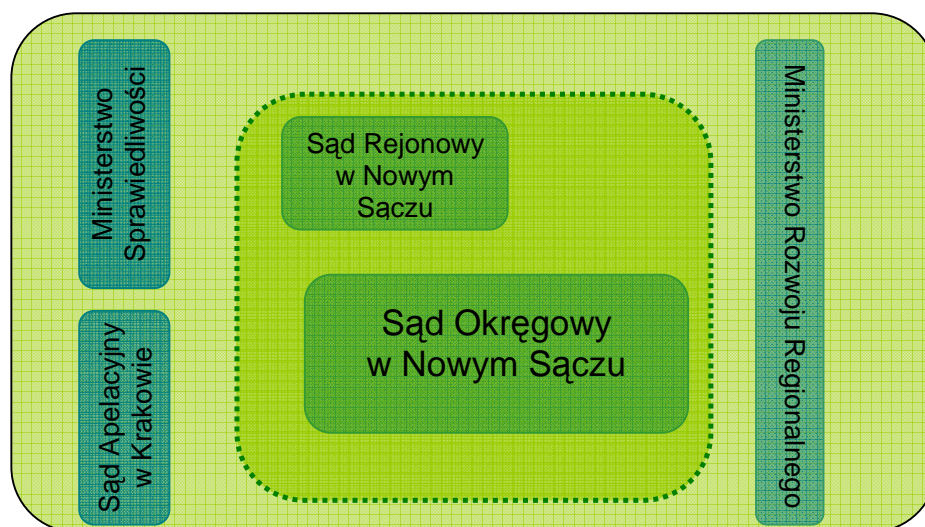 Ministerstwo
Sprawiedliwości
Sąd Apelacyjny
w Krakowie
Sąd Rejonowy
w Nowym
Sączu
Sąd Okręgowy
w Nowym Sączu
Ministerstwo Rozwoju Regionalnego